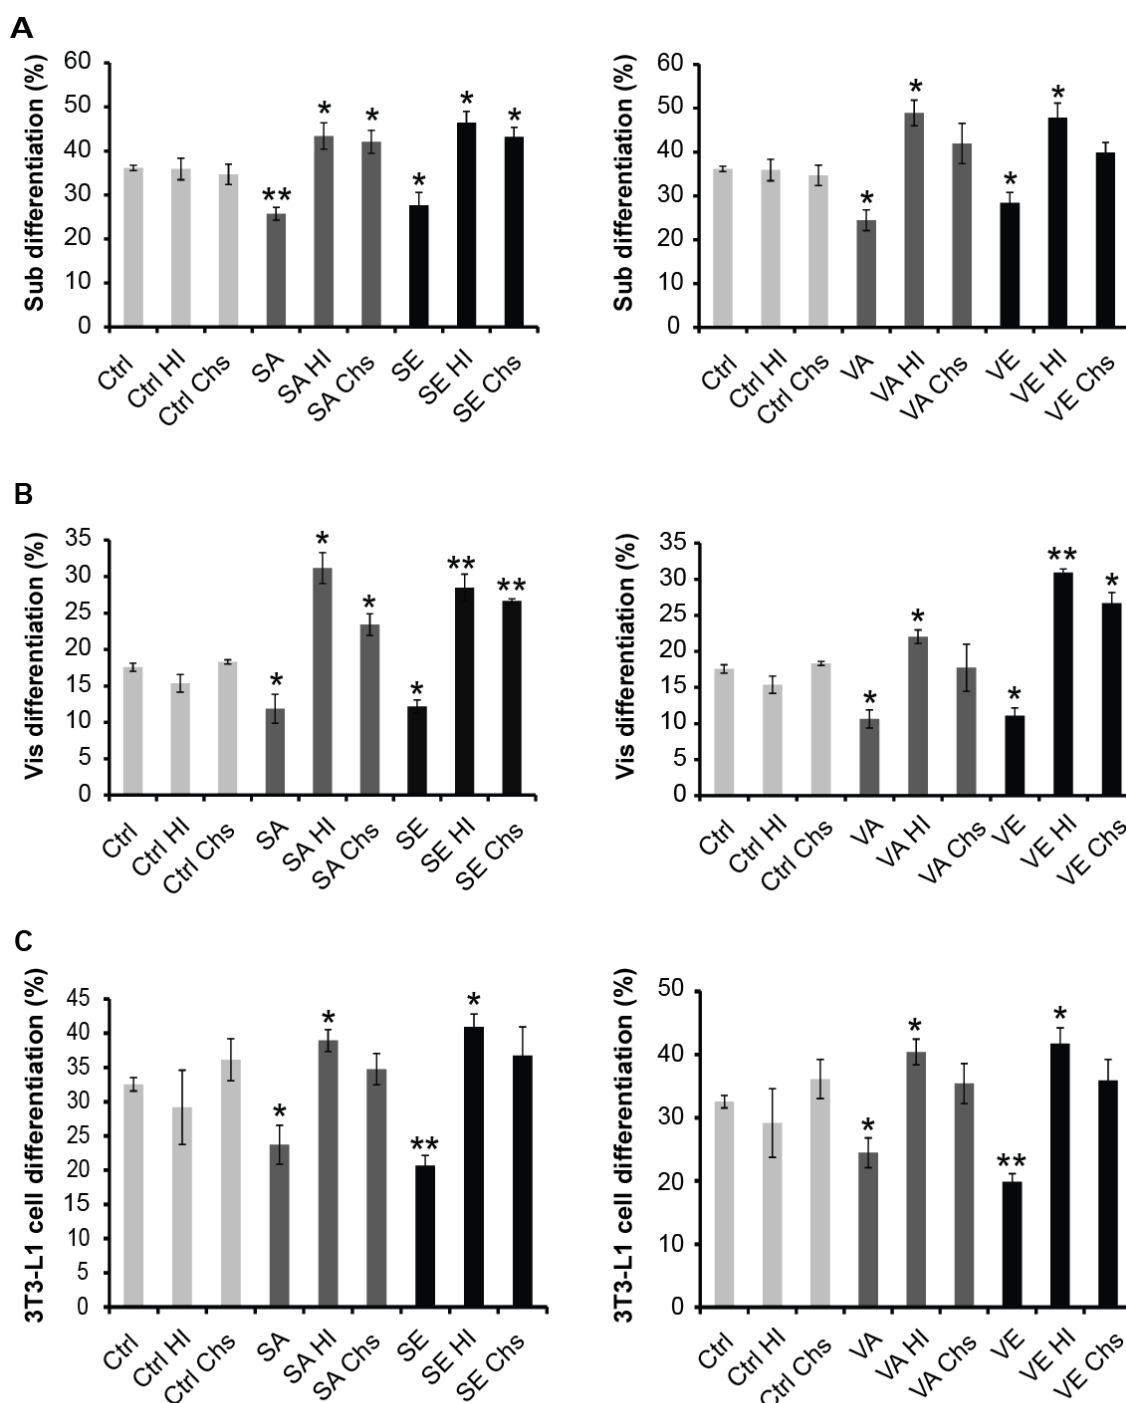 A
Sub differentiation (%)
60
50
40
30
20
10
0
**
*
*
*
*
*
Ctrl
Ctrl HI
Ctrl Chs
SA
SA HI
SA Chs
SE
SE HI
SE Chs
Sub differentiation (%)
60
50
40
30
20
10
0
*
*
*
*
Ctrl
Ctrl HI
Ctrl Chs
VA
VA HI
VA Chs
VE
VE HI
VE Chs
B
Vis differentiation (%)
35
30
25
20
15
10
5
0
*
*
*
*
**
**
Ctrl
Ctrl HI
Ctrl Chs
SA
SA HI
SA Chs
SE
SE HI
SE Chs
Vis differentiation (%)
35
30
25
20
15
10
5
0
*
*
*
**
*
Ctrl
Ctrl HI
Ctrl Chs
VA
VA HI
VA Chs
VE
VE HI
VE Chs
C
3T3-L1 cell differentiation (%)
45
40
35
30
25
20
15
10
5
0
*
*
**
*
Ctrl
Ctrl HI
Ctrl Chs
SA
SA HI
SA Chs
SE
SE HI
SE Chs
3T3-L1 cell differentiation (%)
50
40
30
20
10
0
*
*
**
*
Ctrl
Ctrl HI
Ctrl Chs
VA
VA HI
VA Chs
VE
VE HI
VE Chs